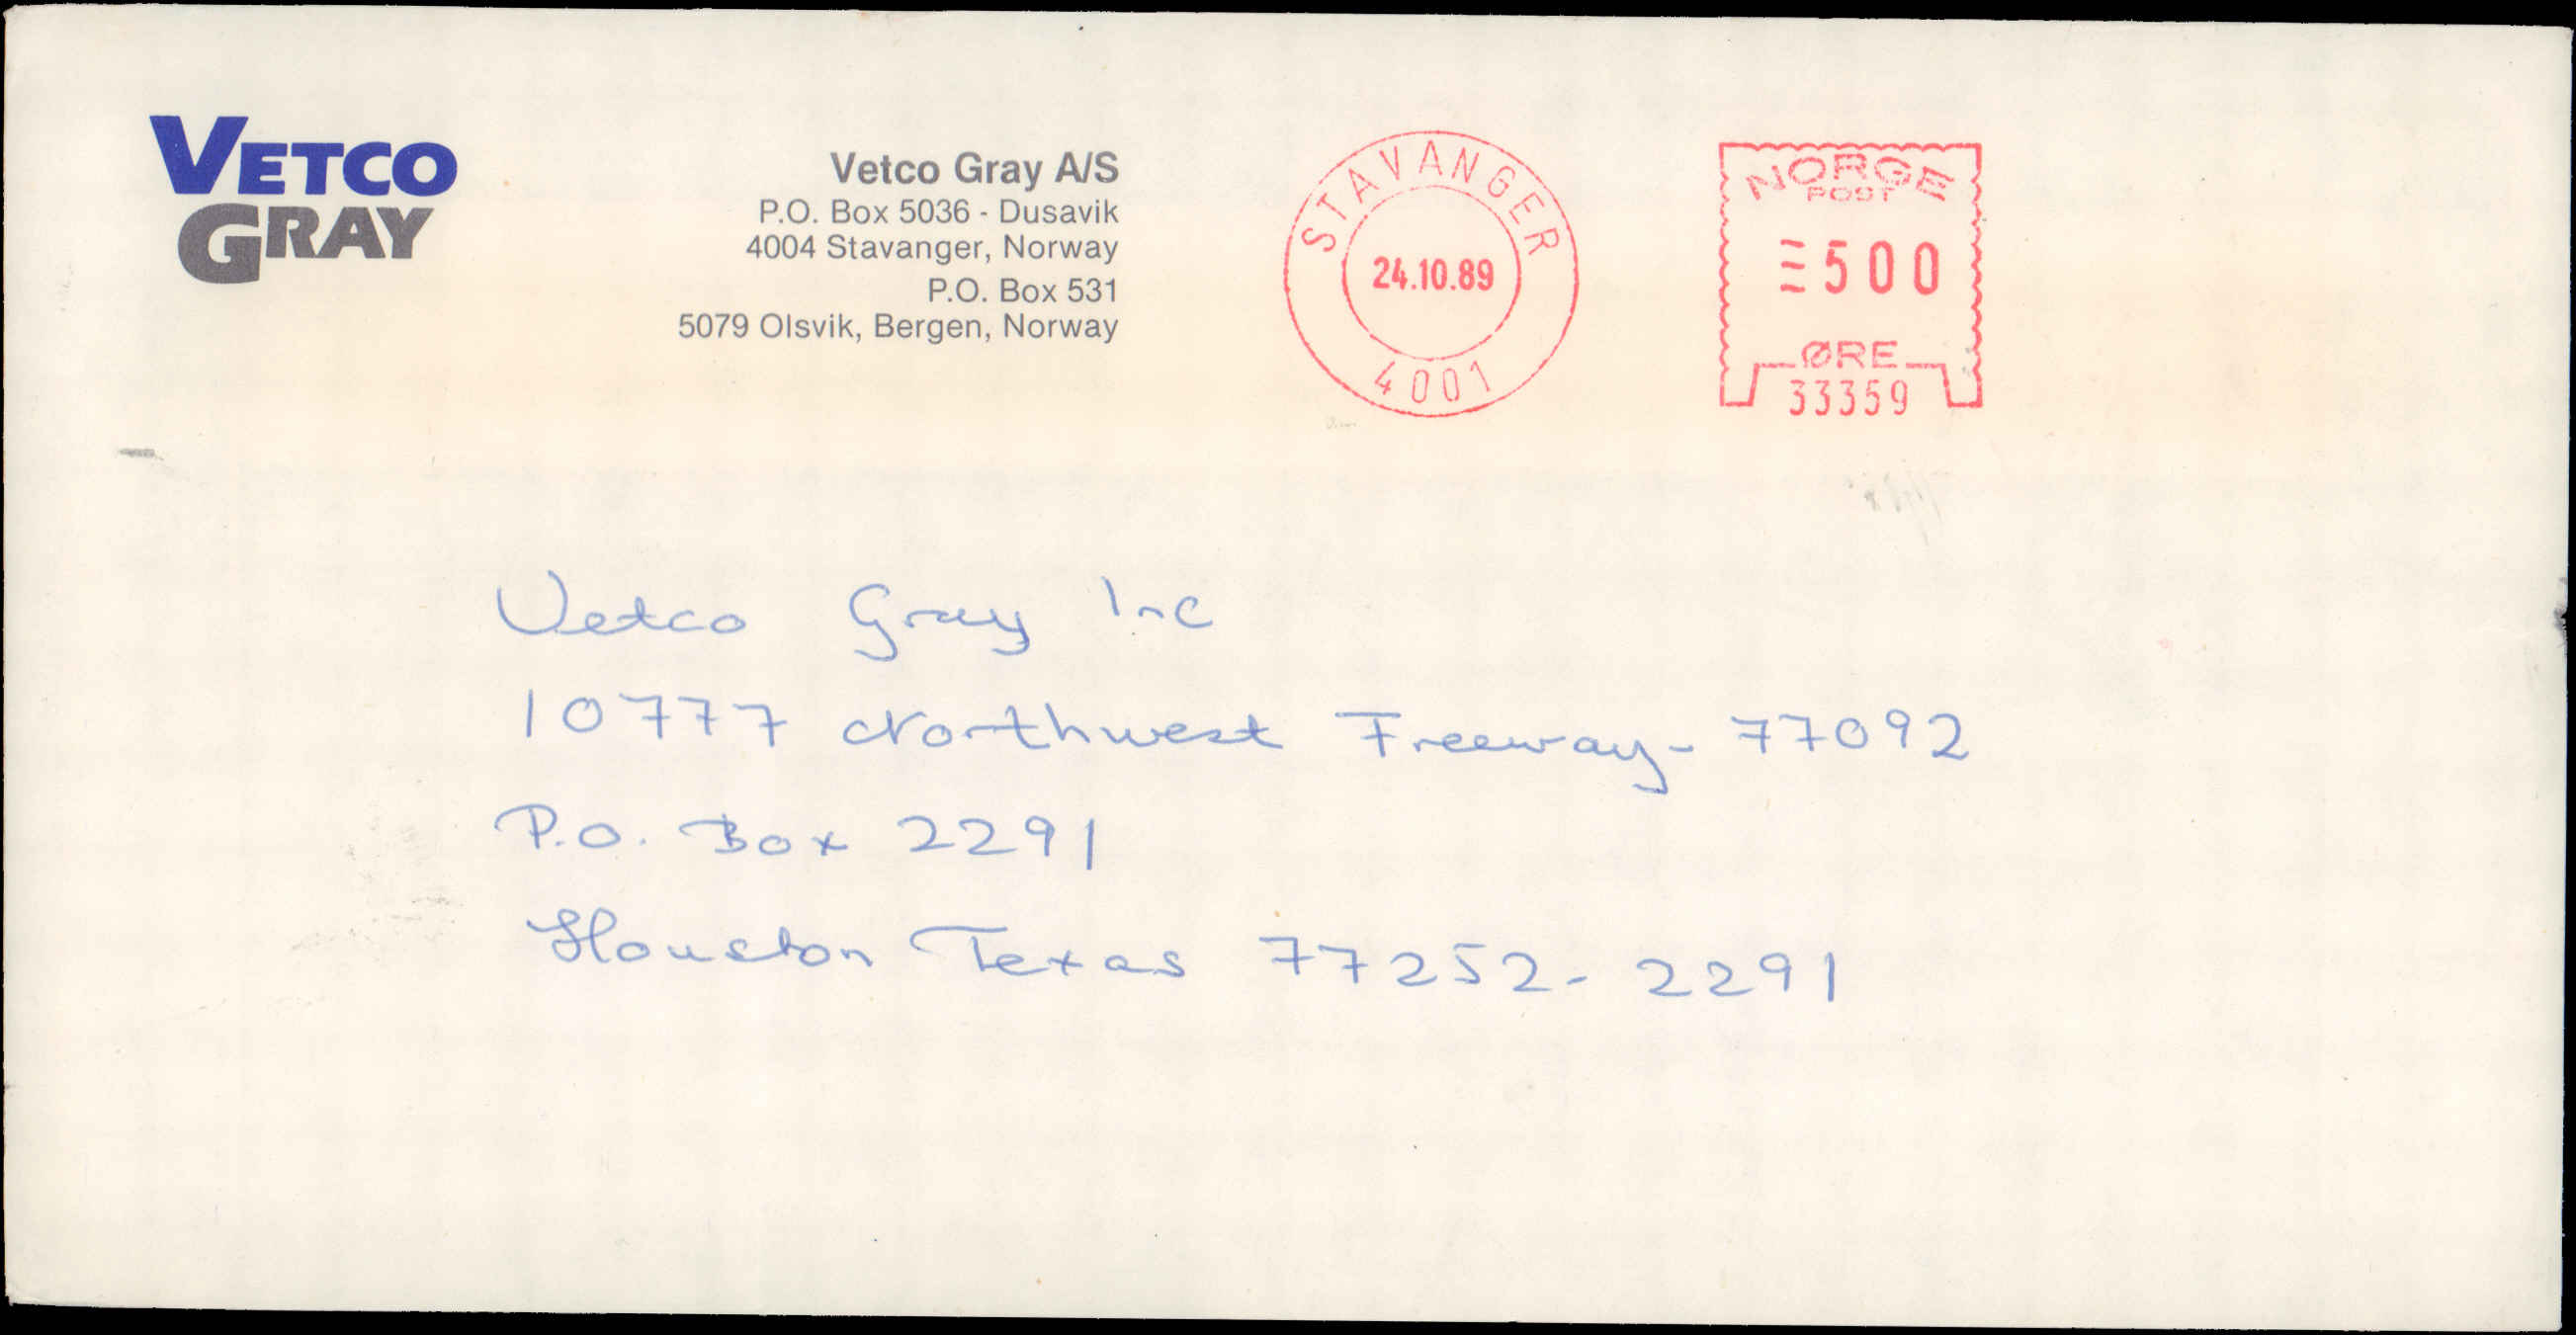 VETCO
GRAY
Vetco Gray A/S
P.O. Box 5036 - Dusavik
4004 Stavanger, Norway
P.O. Box 531
5079 Olsvik, Bergen, Norway
STAVANGER
24.10.89
4001
NORGE
POST
500
ØRE
33359
Vetco Gray Inc
10777 Northwest Freeway - 77092
P.O. Box 2291
Houston Texas 77252 - 2291